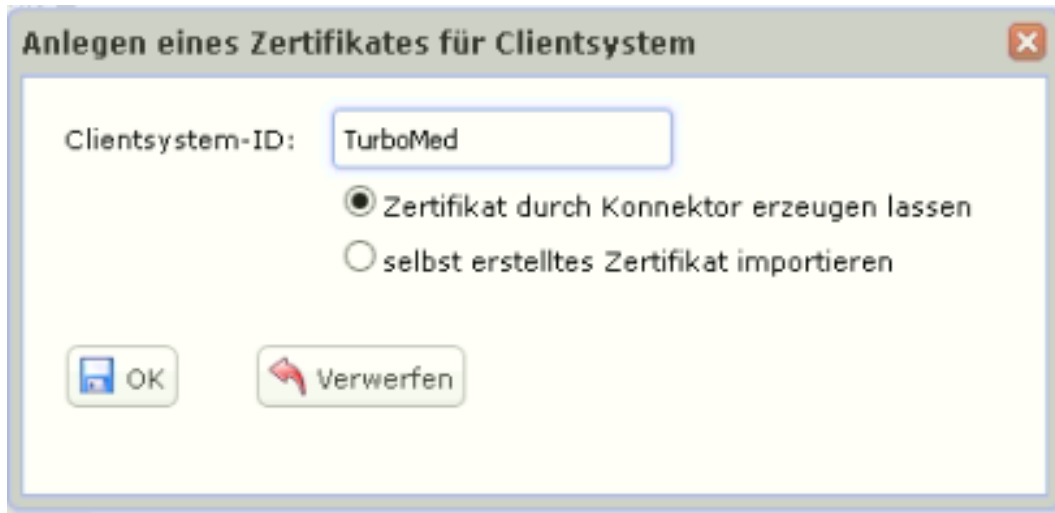 Anlegen eines Zertifikates für Clientsystem
Clientsystem-ID: TurboMed
Zertifikat durch Konnektor erzeugen lassen
selbst erstelltes Zertifikat importieren
OK Verwerfen